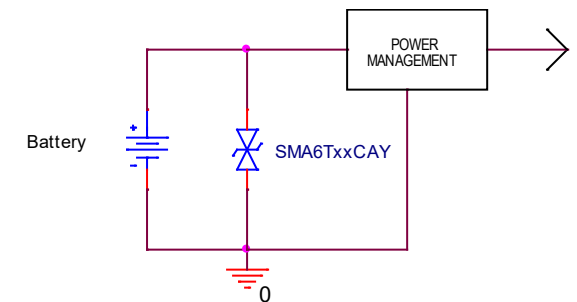 POWER
MANAGEMENT
+
Battery
SMA6TxxCAY
-
0